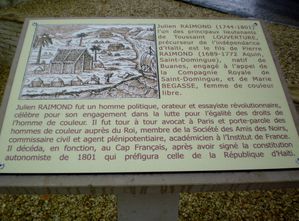 Julien RAIMOND (1744-1801),
l'un des principaux lieutenants
de Toussaint LOUVERTURE,
précurseur de l'indépendance
d'Haïti, est le fils de Pierre
RAIMOND (1689-1772 Aquin,
Saint-Domingue), natif de
Buanes, engagé à l'appel de
la Compagnie Royale de
Saint-Domingue, et de Marie
BEGASSE, femme de couleur
libre.
Julien RAIMOND fut un homme politique, orateur et essayiste révolutionnaire,
célèbre pour son engagement dans la lutte pour l'égalité des droits de
l'homme de couleur. Il fut tour à tour avocat à Paris et porte-parole des
hommes de couleur auprès du Roi, membre de la Société des Amis des Noirs,
commissaire civil et agent plénipotentiaire, académicien à l'Institut de France.
Il décéda, en fonction, au Cap Français, après avoir signé la constitution
autonomiste de 1801 qui préfigura celle de la République d'Haïti.